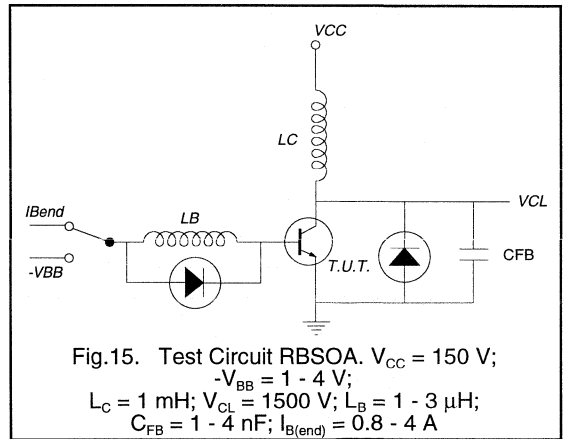 VCC
LC
IBend
LB
VCL
-VBB
T.U.T.
CFB
Fig.15. Test Circuit RBSOA. VCC = 150 V;
-VBB = 1 - 4 V;
LC = 1 mH; VCL = 1500 V; LB = 1 - 3 μH;
CFB = 1 - 4 nF; IB(end) = 0.8 - 4 A